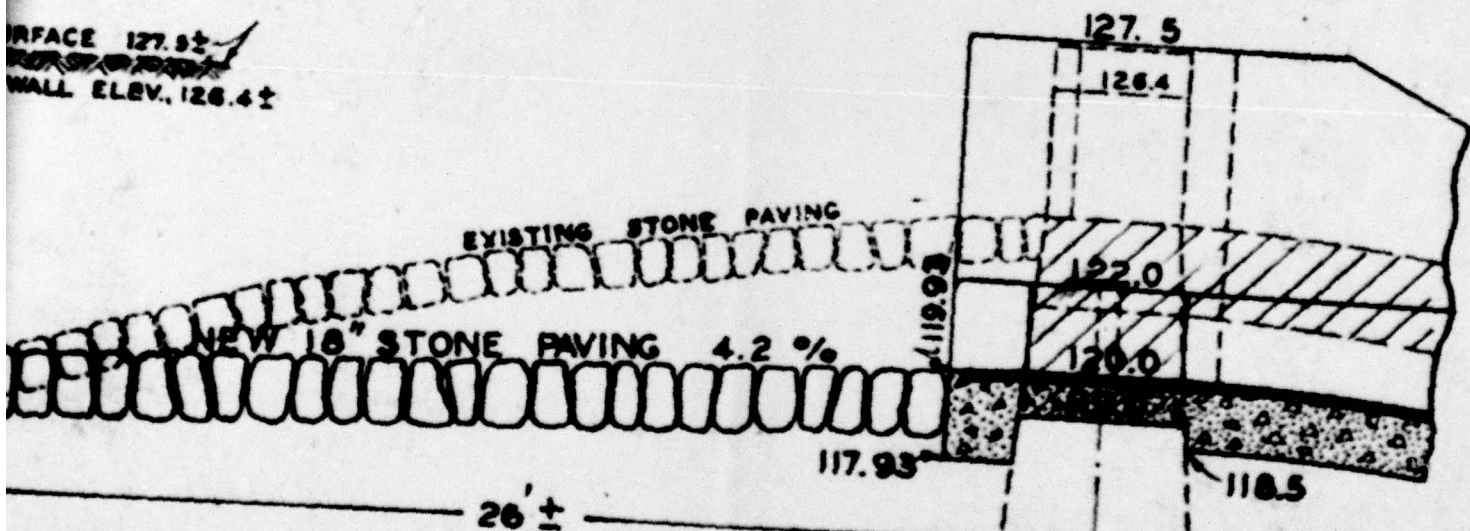 RFACE 127.5±
WALL ELEV., 126.4±
127.5
126.4
EXISTING STONE PAVING
119.93
122.0
NEW 18" STONE PAVING 4.2 %
120.0
117.93
118.5
26' ±